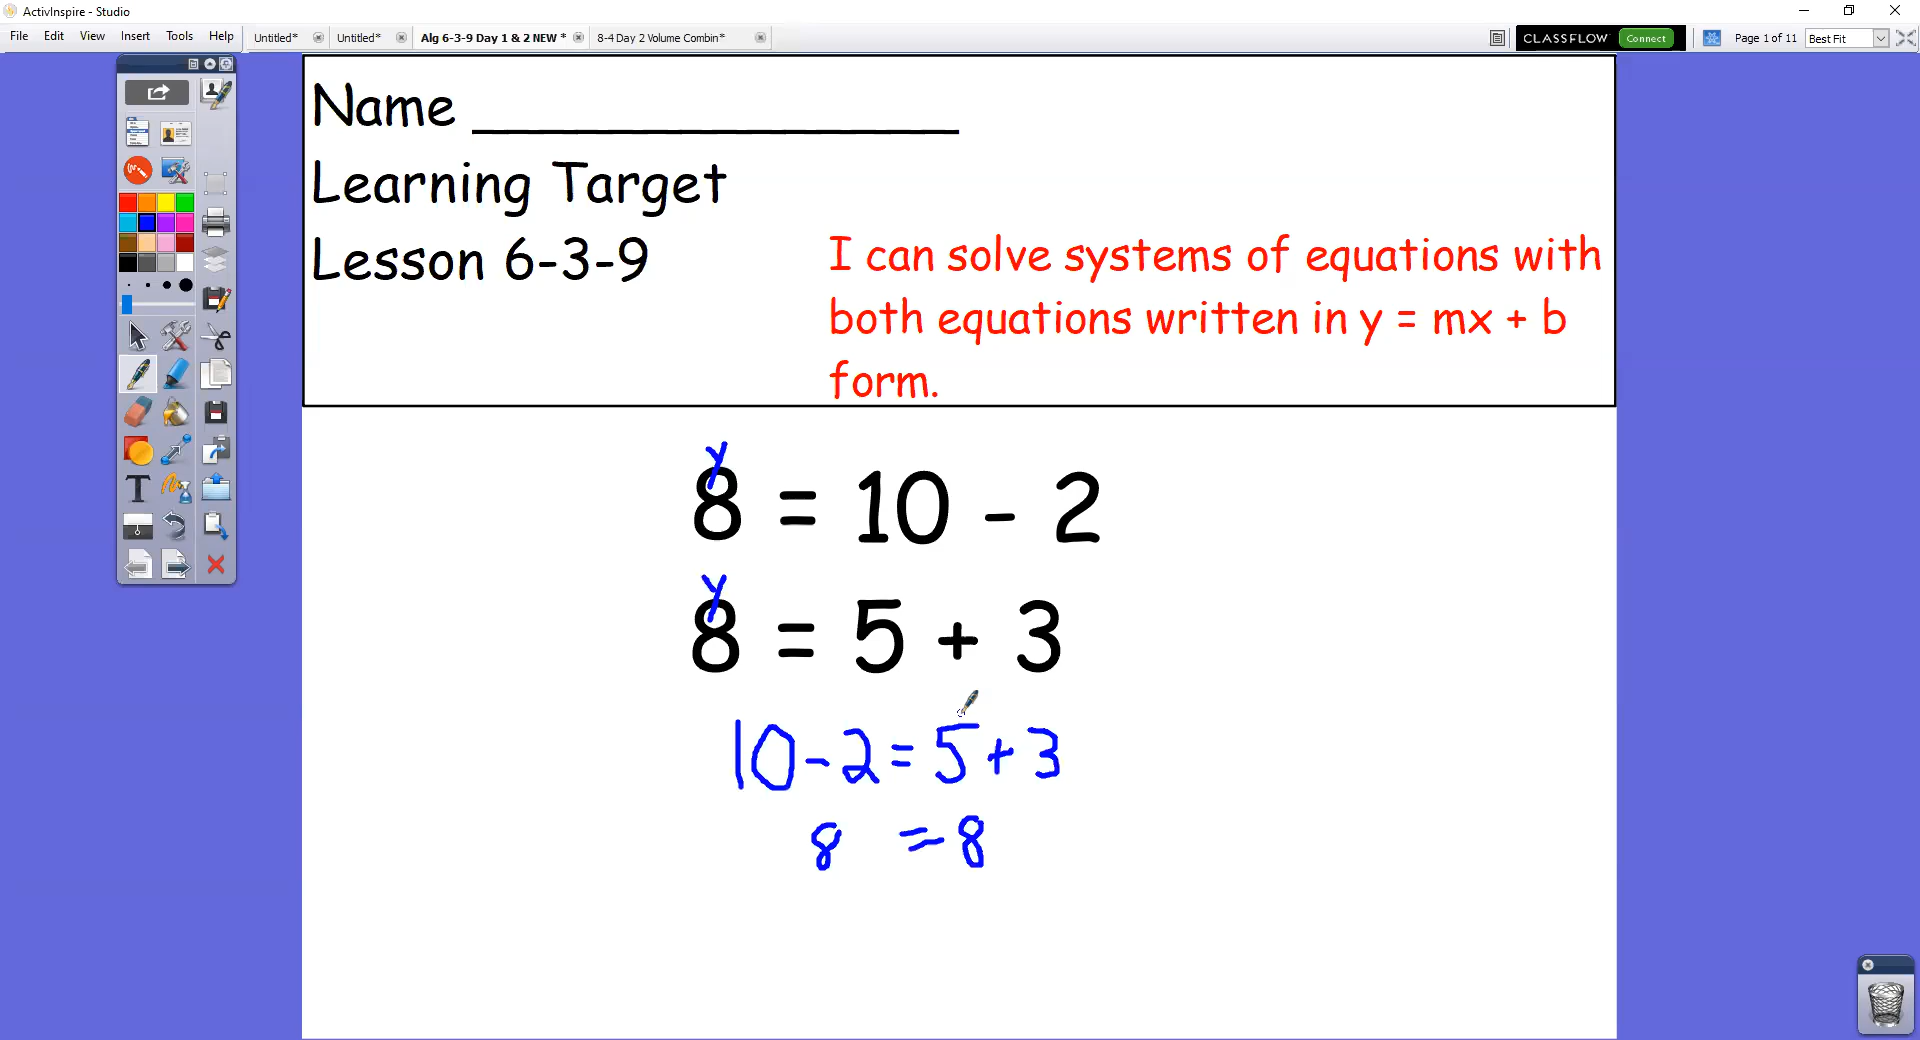 ActivInspire - Studio
File Edit View Insert Tools Help Untitled* Untitled* Alg 6-3-9 Day 1 & 2 NEW * 8-4 Day 2 Volume Combin* CLASSFLOW Connect Page 1 of 11 Best Fit
Name ________________
Learning Target
Lesson 6-3-9
I can solve systems of equations with
both equations written in y = mx + b
form.
y
8 = 10 - 2
y
8 = 5 + 3
10 - 2 = 5 + 3
8 = 8
T